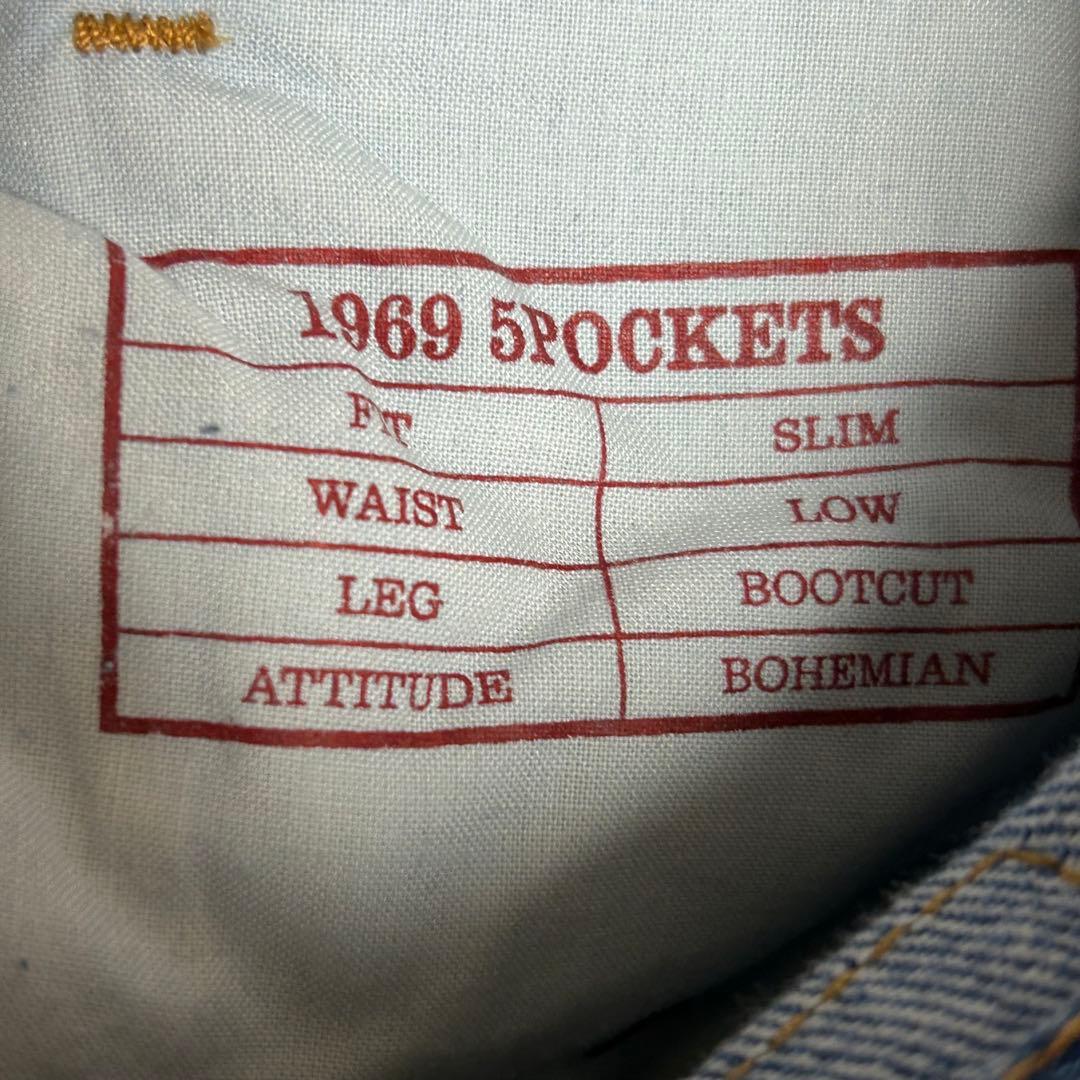 1969 5POCKETS
FIT SLIM
WAIST LOW
LEG BOOTCUT
ATTITUDE BOHEMIAN